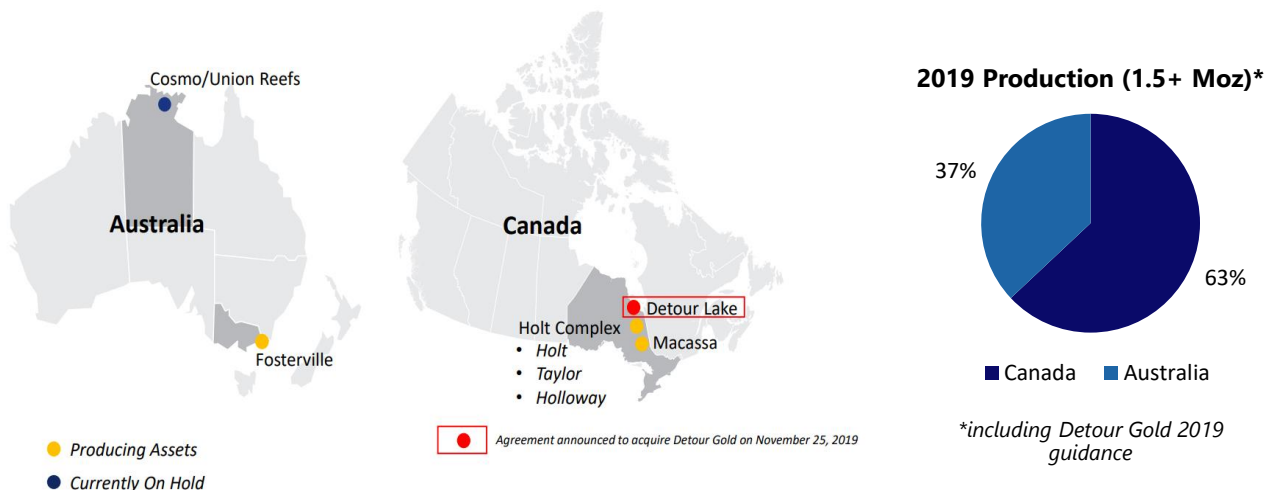 Cosmo/Union Reefs
Australia
Fosterville
Producing Assets
Currently On Hold
Canada
Detour Lake
Holt Complex
• Holt
• Taylor
• Holloway
Macassa
Agreement announced to acquire Detour Gold on November 25, 2019
2019 Production (1.5+ Moz)*
37%
63%
Canada
Australia
*including Detour Gold 2019
guidance